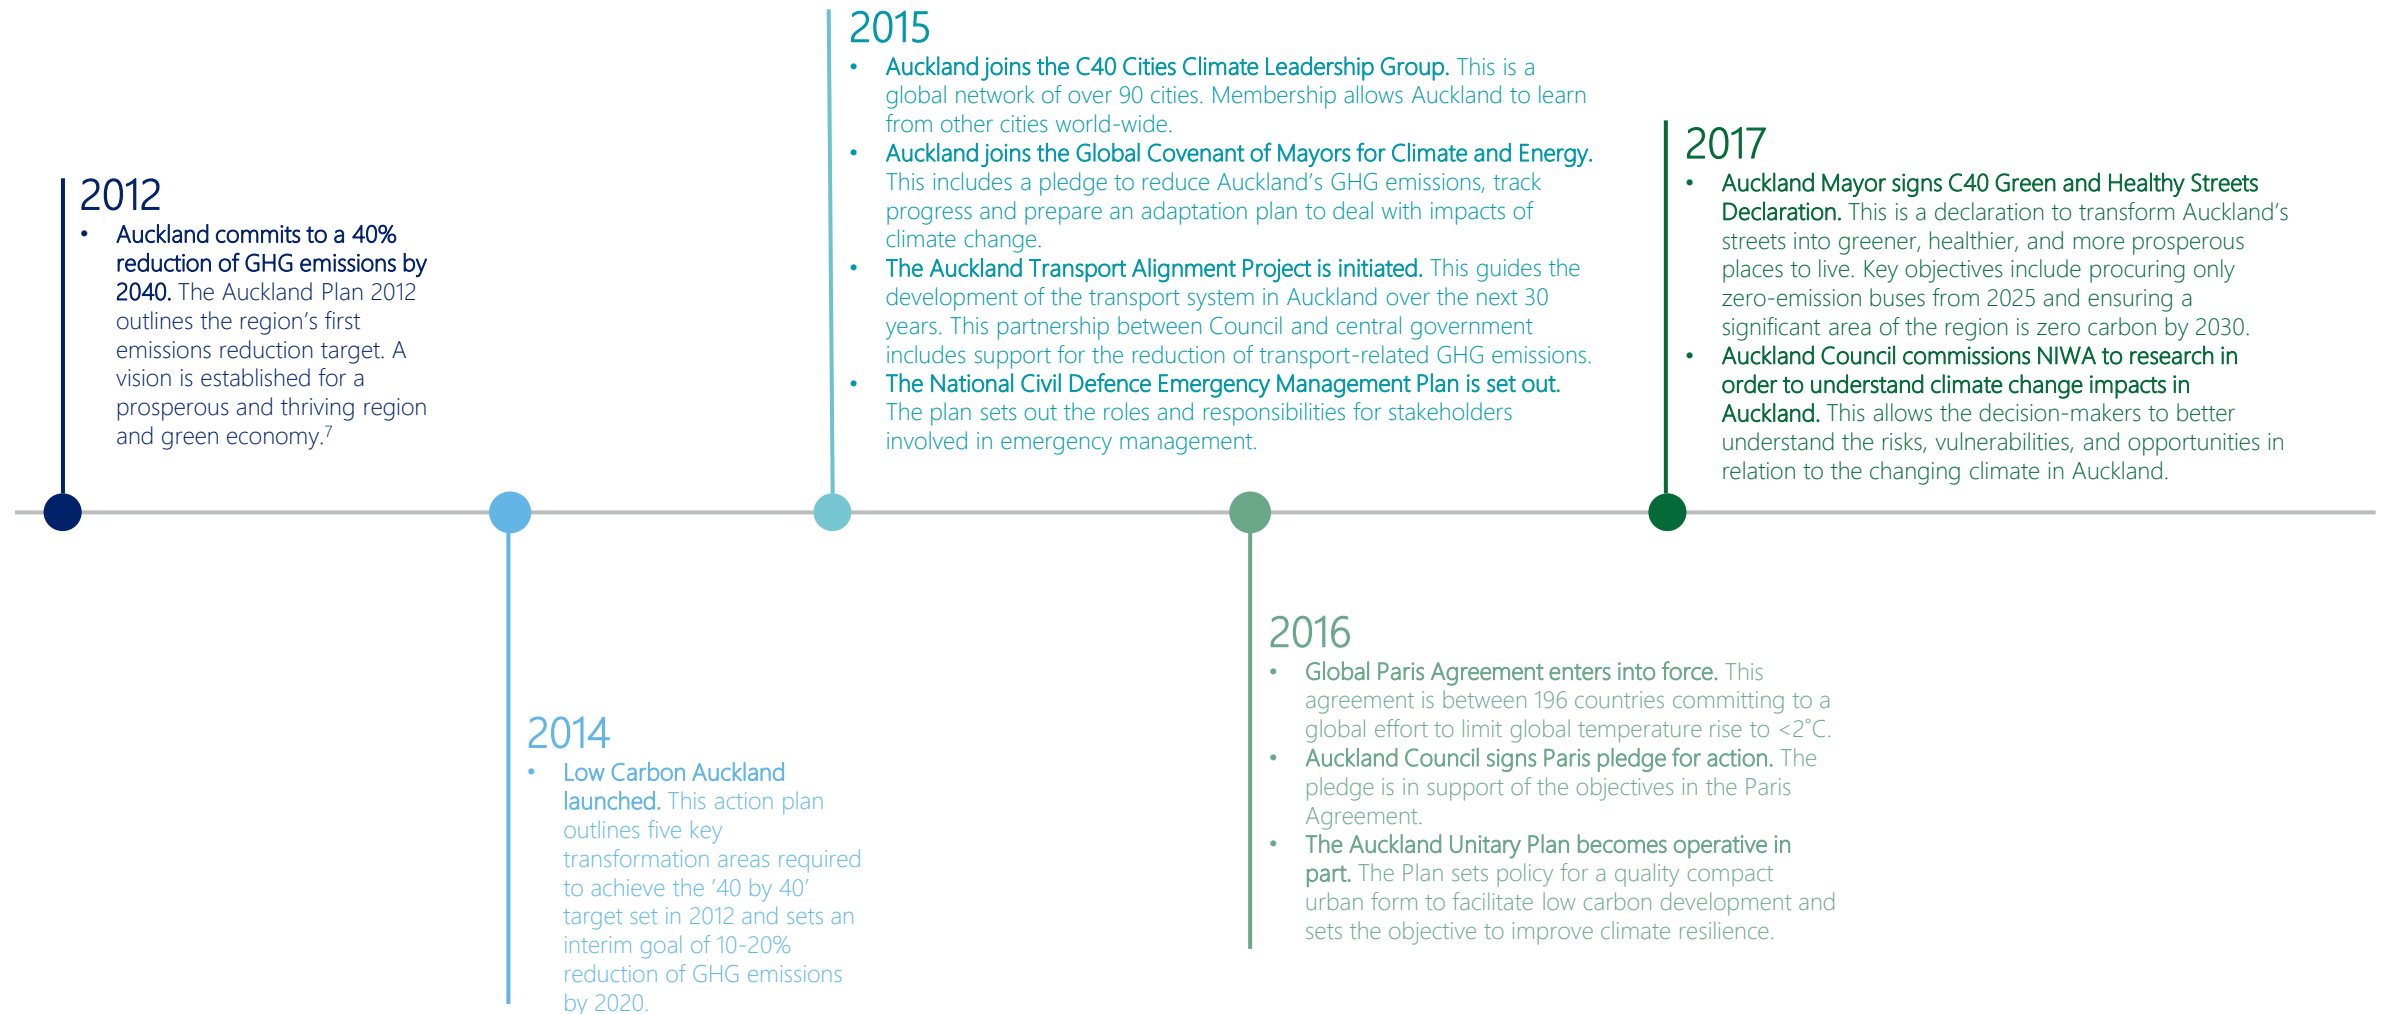 2012
• Auckland commits to a 40%
reduction of GHG emissions by
2040. The Auckland Plan 2012
outlines the region’s first
emissions reduction target. A
vision is established for a
prosperous and thriving region
and green economy.⁷
2014
• Low Carbon Auckland
launched. This action plan
outlines five key
transformation areas required
to achieve the ’40 by 40’
target set in 2012 and sets an
interim goal of 10-20%
reduction of GHG emissions
by 2020.
2015
• Auckland joins the C40 Cities Climate Leadership Group. This is a
global network of over 90 cities. Membership allows Auckland to learn
from other cities world-wide.
• Auckland joins the Global Covenant of Mayors for Climate and Energy.
This includes a pledge to reduce Auckland’s GHG emissions, track
progress and prepare an adaptation plan to deal with impacts of
climate change.
• The Auckland Transport Alignment Project is initiated. This guides the
development of the transport system in Auckland over the next 30
years. This partnership between Council and central government
includes support for the reduction of transport-related GHG emissions.
• The National Civil Defence Emergency Management Plan is set out.
The plan sets out the roles and responsibilities for stakeholders
involved in emergency management.
2016
• Global Paris Agreement enters into force. This
agreement is between 196 countries committing to a
global effort to limit global temperature rise to <2˚C.
• Auckland Council signs Paris pledge for action. The
pledge is in support of the objectives in the Paris
Agreement.
• The Auckland Unitary Plan becomes operative in
part. The Plan sets policy for a quality compact
urban form to facilitate low carbon development and
sets the objective to improve climate resilience.
2017
• Auckland Mayor signs C40 Green and Healthy Streets
Declaration. This is a declaration to transform Auckland’s
streets into greener, healthier, and more prosperous
places to live. Key objectives include procuring only
zero-emission buses from 2025 and ensuring a
significant area of the region is zero carbon by 2030.
• Auckland Council commissions NIWA to research in
order to understand climate change impacts in
Auckland. This allows the decision-makers to better
understand the risks, vulnerabilities, and opportunities in
relation to the changing climate in Auckland.